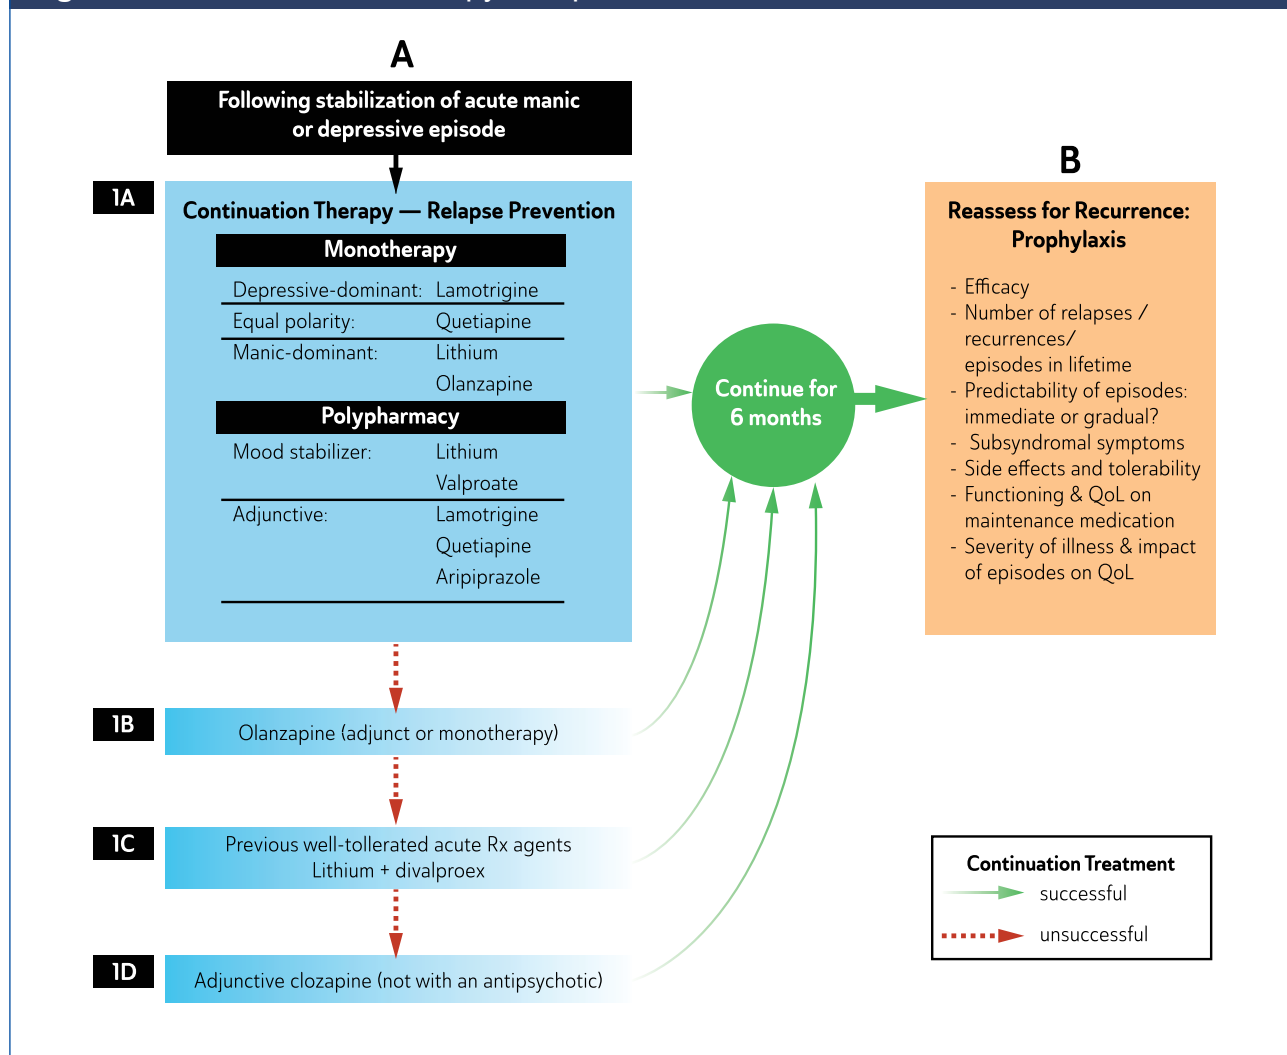 A
Following stabilization of acute manic
or depressive episode
1A
Continuation Therapy — Relapse Prevention
Monotherapy
Depressive-dominant: Lamotrigine
Equal polarity: Quetiapine
Manic-dominant: Lithium
Olanzapine
Polypharmacy
Mood stabilizer: Lithium
Valproate
Adjunctive: Lamotrigine
Quetiapine
Aripiprazole
1B
Olanzapine (adjunct or monotherapy)
1C
Previous well-tollerated acute Rx agents
Lithium + divalproex
1D
Adjunctive clozapine (not with an antipsychotic)
Continue for
6 months
B
Reassess for Recurrence:
Prophylaxis
- Efficacy
- Number of relapses /
recurrences/
episodes in lifetime
- Predictability of episodes:
immediate or gradual?
- Subsyndromal symptoms
- Side effects and tolerability
- Functioning & QoL on
maintenance medication
- Severity of illness & impact
of episodes on QoL
Continuation Treatment
successful
unsuccessful